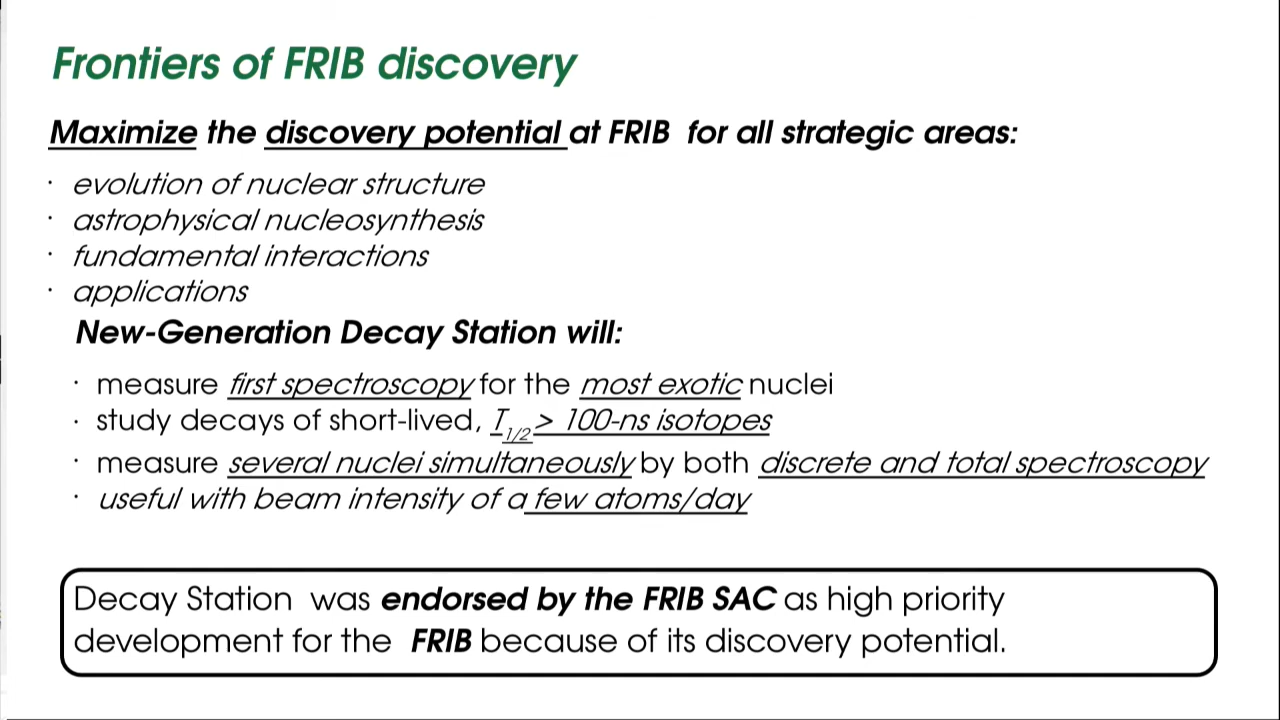 Frontiers of FRIB discovery
Maximize the discovery potential at FRIB for all strategic areas:
· evolution of nuclear structure
· astrophysical nucleosynthesis
· fundamental interactions
· applications
New-Generation Decay Station will:
· measure first spectroscopy for the most exotic nuclei
· study decays of short-lived, T1/2 > 100-ns isotopes
· measure several nuclei simultaneously by both discrete and total spectroscopy
· useful with beam intensity of a few atoms/day
Decay Station was endorsed by the FRIB SAC as high priority
development for the FRIB because of its discovery potential.